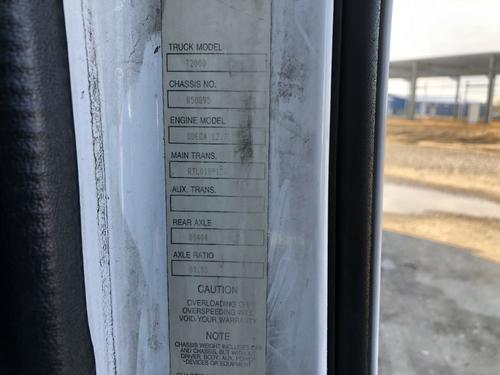 TRUCK MODEL
T2000
CHASSIS NO.
850895
ENGINE MODEL
MAIN TRANS.
AUX. TRANS.
REAR AXLE
AXLE RATIO
CAUTION
OVERLOADING OR
OVERSPEEDING WILL
VOID YOUR WARRANTY
NOTE
CHASSIS WEIGHT INCLUDES CAB
AND CHASSIS, BUT WITHOUT
DRIVER, BODY, AUX. POWER
DEVICES OR EQUIPMENT